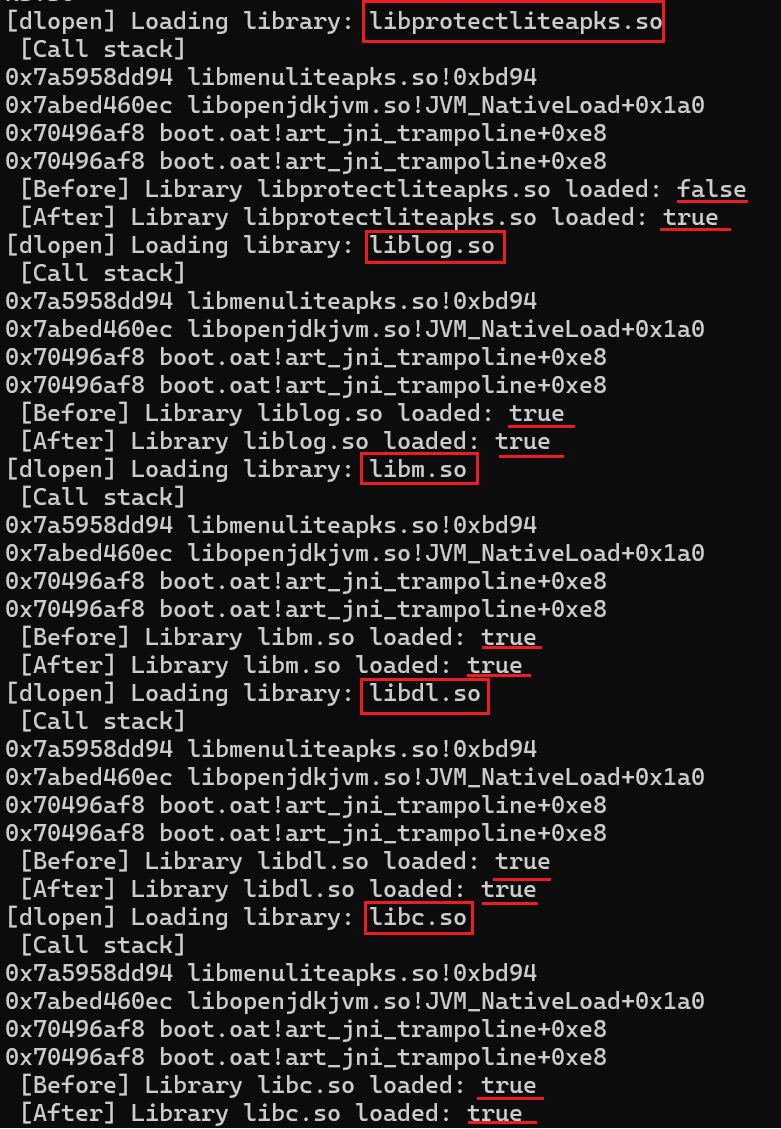 [dlopen] Loading library: libprotectliteapks.so
[Call stack]
0x7a5958dd94 libmenuliteapks.so!0xbd94
0x7abed460ec libopenjdkjvm.so!JVM_NativeLoad+0x1a0
0x70496af8 boot.oat!art_jni_trampoline+0xe8
0x70496af8 boot.oat!art_jni_trampoline+0xe8
[Before] Library libprotectliteapks.so loaded: false
[After] Library libprotectliteapks.so loaded: true
[dlopen] Loading library: liblog.so
[Call stack]
0x7a5958dd94 libmenuliteapks.so!0xbd94
0x7abed460ec libopenjdkjvm.so!JVM_NativeLoad+0x1a0
0x70496af8 boot.oat!art_jni_trampoline+0xe8
0x70496af8 boot.oat!art_jni_trampoline+0xe8
[Before] Library liblog.so loaded: true
[After] Library liblog.so loaded: true
[dlopen] Loading library: libm.so
[Call stack]
0x7a5958dd94 libmenuliteapks.so!0xbd94
0x7abed460ec libopenjdkjvm.so!JVM_NativeLoad+0x1a0
0x70496af8 boot.oat!art_jni_trampoline+0xe8
0x70496af8 boot.oat!art_jni_trampoline+0xe8
[Before] Library libm.so loaded: true
[After] Library libm.so loaded: true
[dlopen] Loading library: libdl.so
[Call stack]
0x7a5958dd94 libmenuliteapks.so!0xbd94
0x7abed460ec libopenjdkjvm.so!JVM_NativeLoad+0x1a0
0x70496af8 boot.oat!art_jni_trampoline+0xe8
0x70496af8 boot.oat!art_jni_trampoline+0xe8
[Before] Library libdl.so loaded: true
[After] Library libdl.so loaded: true
[dlopen] Loading library: libc.so
[Call stack]
0x7a5958dd94 libmenuliteapks.so!0xbd94
0x7abed460ec libopenjdkjvm.so!JVM_NativeLoad+0x1a0
0x70496af8 boot.oat!art_jni_trampoline+0xe8
0x70496af8 boot.oat!art_jni_trampoline+0xe8
[Before] Library libc.so loaded: true
[After] Library libc.so loaded: true